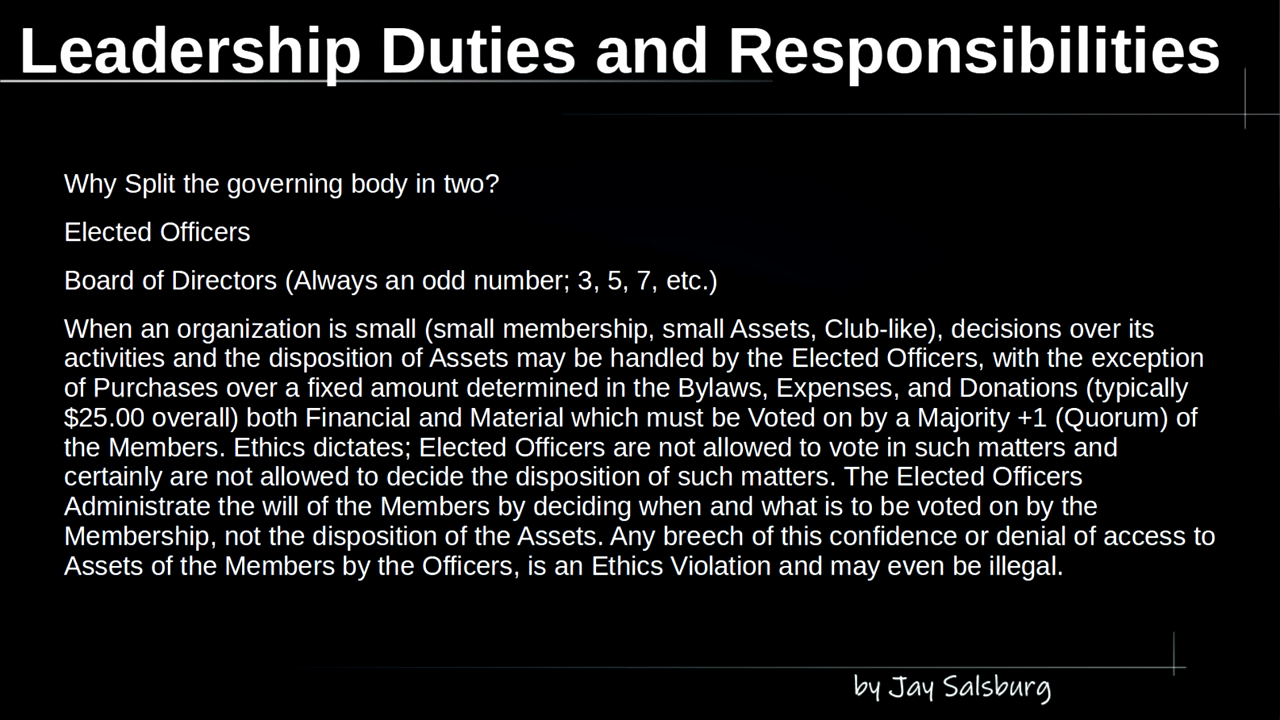 Leadership Duties and Responsibilities
Why Split the governing body in two?
Elected Officers
Board of Directors (Always an odd number; 3, 5, 7, etc.)
When an organization is small (small membership, small Assets, Club-like), decisions over its
activities and the disposition of Assets may be handled by the Elected Officers, with the exception
of Purchases over a fixed amount determined in the Bylaws, Expenses, and Donations (typically
$25.00 overall) both Financial and Material which must be Voted on by a Majority +1 (Quorum) of
the Members. Ethics dictates; Elected Officers are not allowed to vote in such matters and
certainly are not allowed to decide the disposition of such matters. The Elected Officers
Administrate the will of the Members by deciding when and what is to be voted on by the
Membership, not the disposition of the Assets. Any breech of this confidence or denial of access to
Assets of the Members by the Officers, is an Ethics Violation and may even be illegal.
by Jay Salsburg